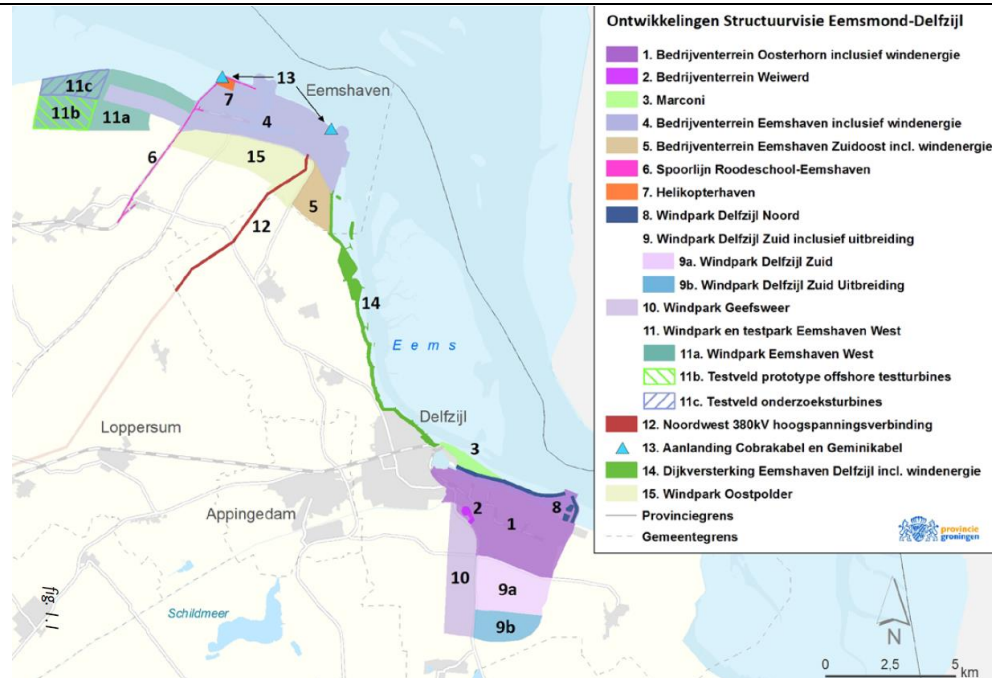 Ontwikkelingen Structuurvisie Eemsmond-Delfzijl
1. Bedrijventerrein Oosterhorn inclusief windenergie
2. Bedrijventerrein Weiwerd
3. Marconi
4. Bedrijventerrein Eemshaven inclusief windenergie
5. Bedrijventerrein Eemshaven Zuidoost incl. windenergie
6. Spoorlijn Roodeschool-Eemshaven
7. Helikopterhaven
8. Windpark Delfzijl Noord
9. Windpark Delfzijl Zuid inclusief uitbreiding
9a. Windpark Delfzijl Zuid
9b. Windpark Delfzijl Zuid Uitbreiding
10. Windpark Geefsweer
11. Windpark en testpark Eemshaven West
11a. Windpark Eemshaven West
11b. Testveld prototype offshore testturbines
11c. Testveld onderzoeksturbines
12. Noordwest 380kV hoogspanningsverbinding
13. Aanlanding Cobrakabel en Geminikabel
14. Dijkversterking Eemshaven Delfzijl incl. windenergie
15. Windpark Oostpolder
Provinciegrens
Gemeentegrens
provincie
groningen
11c
11b
11a
13
7
Eemshaven
4
15
6
5
12
14
Eems
Delfzijl
Loppersum
3
Appingedam
2
1
8
10
9a
9b
Schildmeer
fig. 1.1
N
0 2,5 5
km